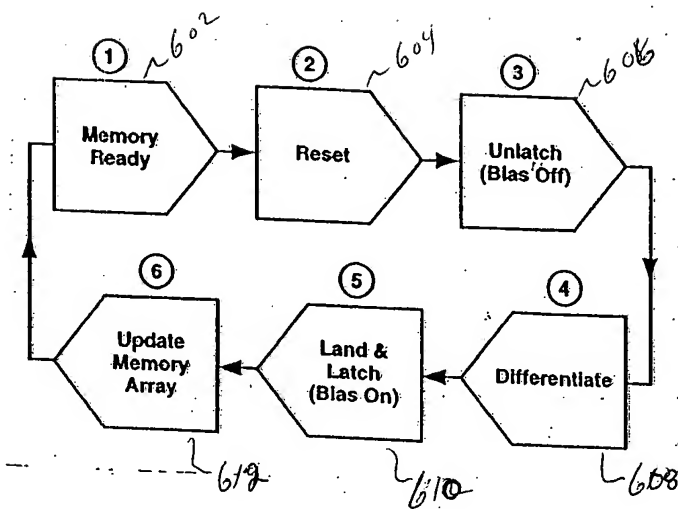 1
602
Memory
Ready
2
604
Reset
3
606
Unlatch
(Bias Off)
4
Differentiate
608
5
Land &
Latch
(Bias On)
610
6
Update
Memory
Array
612